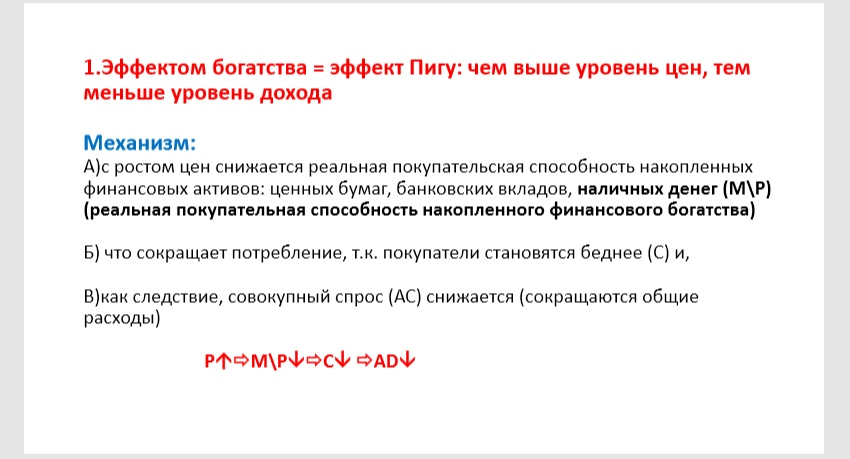 1.Эффектом богатства = эффект Пигу: чем выше уровень цен, тем
меньше уровень дохода
Механизм:
А)с ростом цен снижается реальная покупательская способность накопленных
финансовых активов: ценных бумаг, банковских вкладов, наличных денег (М\Р)
(реальная покупательная способность накопленного финансового богатства)
Б) что сокращает потребление, т.к. покупатели становятся беднее (С) и,
В)как следствие, совокупный спрос (АС) снижается (сокращаются общие
расходы)
P↑⇨M\P↓⇨C↓ ⇨AD↓